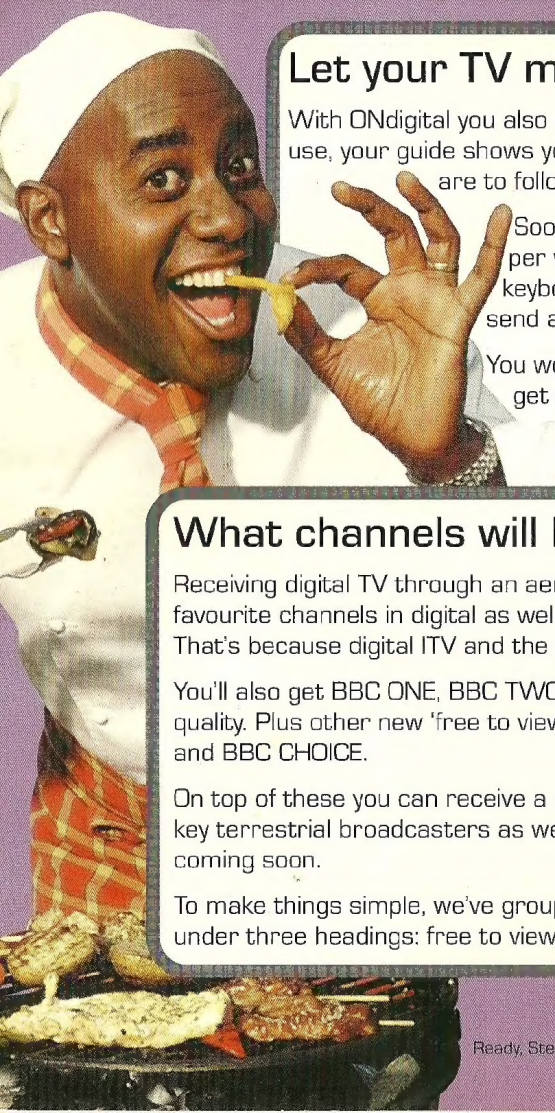 Let your TV m
With ONdigital you also
use, your guide shows yo
are to follo
Soo
per
keybo
send a
You wo
get
What channels will
Receiving digital TV through an aer
favourite channels in digital as well
That's because digital ITV and the
You'll also get BBC ONE, BBC TWO
quality. Plus other new 'free to view
and BBC CHOICE.
On top of these you can receive a
key terrestrial broadcasters as we
coming soon.
To make things simple, we've group
under three headings: free to view
Ready, Ste